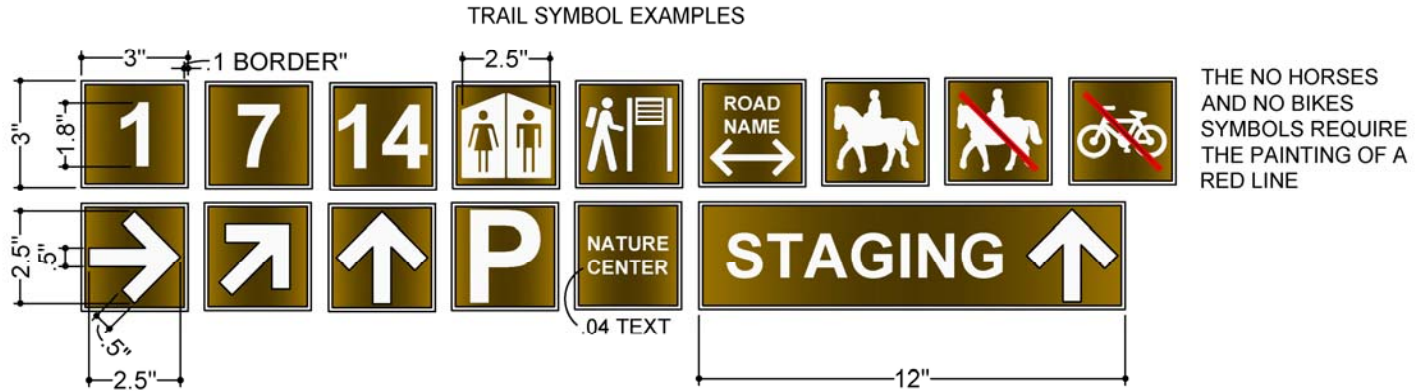 TRAIL SYMBOL EXAMPLES
3"
.1 BORDER"
2.5"
3"
1.8"
1
7
14
ROAD
NAME
THE NO HORSES
AND NO BIKES
SYMBOLS REQUIRE
THE PAINTING OF A
RED LINE
2.5"
.5"
P
NATURE
CENTER
STAGING
.5"
.04 TEXT
2.5"
12"